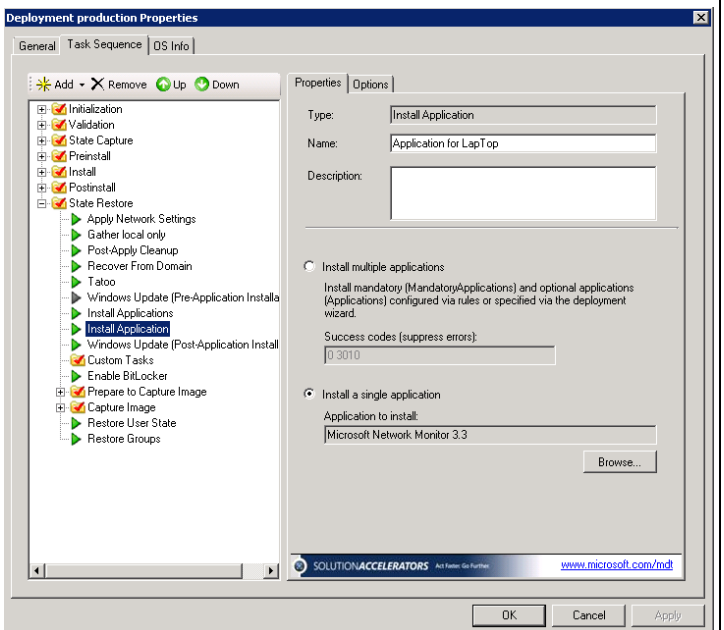 Deployment production Properties
General Task Sequence OS Info
Add Remove Up Down
Initialization
Validation
State Capture
Preinstall
Install
Postinstall
State Restore
Apply Network Settings
Gather local only
Post-Apply Cleanup
Recover From Domain
Tatoo
Windows Update (Pre-Application Installa
Install Applications
Install Application
Windows Update (Post-Application Install
Custom Tasks
Enable BitLocker
Prepare to Capture Image
Capture Image
Restore User State
Restore Groups
Properties Options
Type: Install Application
Name: Application for LapTop
Description:
Install multiple applications
Install mandatory (MandatoryApplications) and optional applications
(Applications) configured via rules or specified via the deployment
wizard.
Success codes (suppress errors):
0 3010
Install a single application
Application to install:
Microsoft Network Monitor 3.3
Browse...
SOLUTIONACCELERATORS Act Faster. Go Further.
www.microsoft.com/mdt
OK Cancel Apply